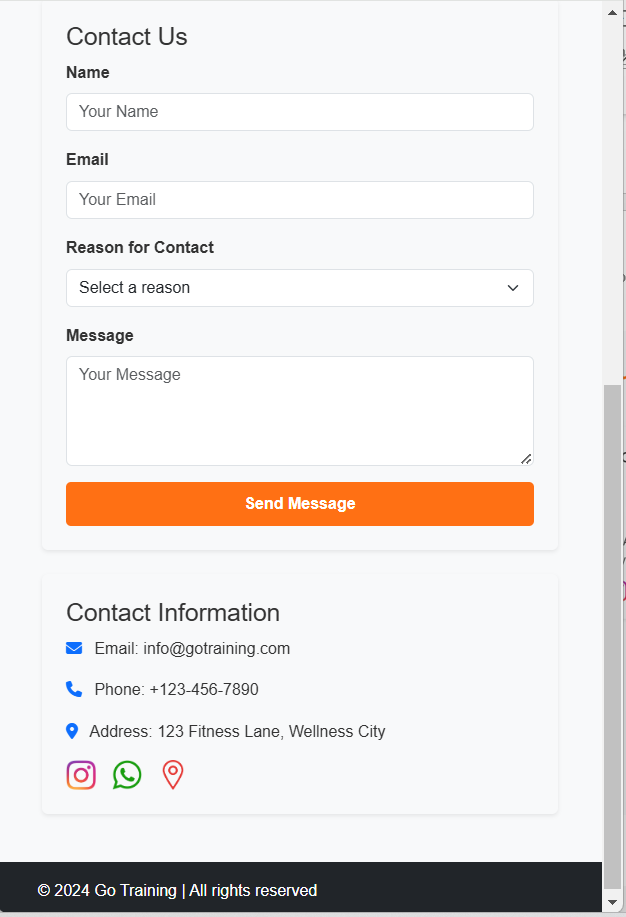 Contact Us
Name
Your Name
Email
Your Email
Reason for Contact
Select a reason
Message
Your Message
Send Message
Contact Information
Email: info@gotraining.com
Phone: +123-456-7890
Address: 123 Fitness Lane, Wellness City
© 2024 Go Training | All rights reserved